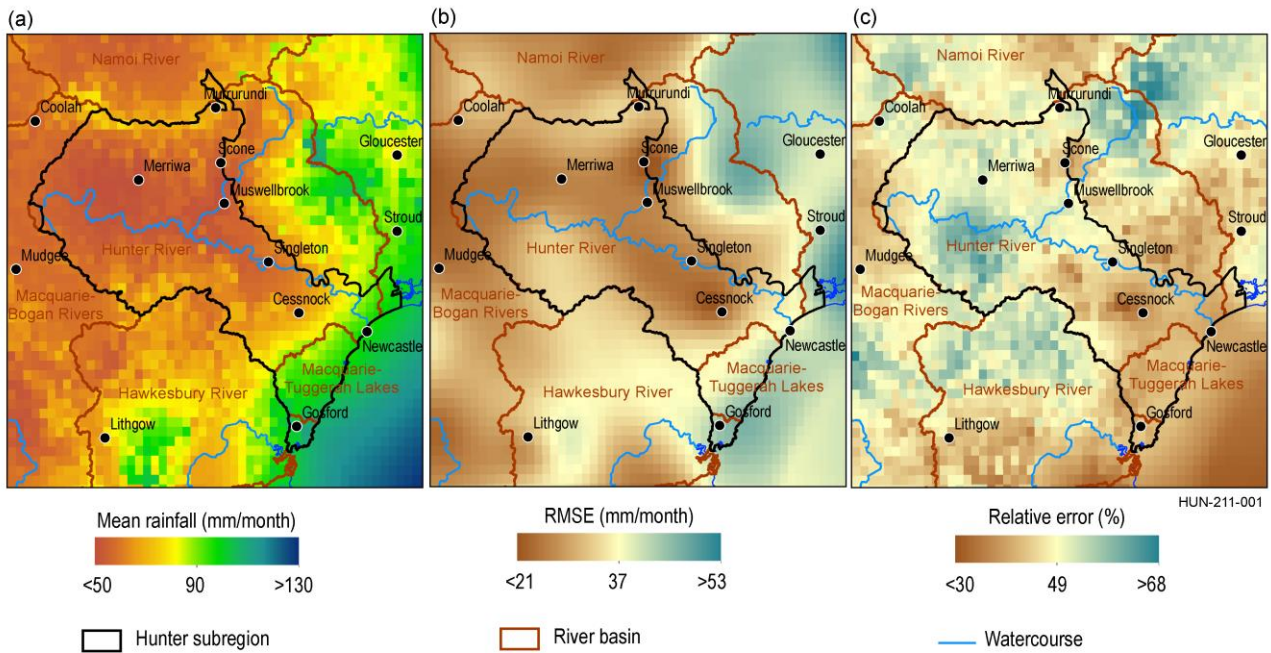 (a)
(b)
(c)
Namoi River
Coolah
Murrurundi
Gloucester
Scone
Merriwa
Muswellbrook
Stroud
Hunter River
Singleton
Mudgee
Macquarie-
Bogan Rivers
Cessnock
Newcastle
Macquarie-
Tuggerah Lakes
Hawkesbury River
Gosford
Lithgow
Namoi River
Coolah
Murrurundi
Gloucester
Scone
Merriwa
Muswellbrook
Stroud
Hunter River
Singleton
Mudgee
Macquarie-
Bogan Rivers
Cessnock
Newcastle
Macquarie-
Tuggerah Lakes
Hawkesbury River
Gosford
Lithgow
Namoi River
Coolah
Murrurundi
Gloucester
Scone
Merriwa
Muswellbrook
Stroud
Hunter River
Singleton
Mudgee
Macquarie-
Bogan Rivers
Cessnock
Newcastle
Macquarie-
Tuggerah Lakes
Hawkesbury River
Gosford
Lithgow
HUN-211-001
Mean rainfall (mm/month)
<50 90 >130
RMSE (mm/month)
<21 37 >53
Relative error (%)
<30 49 >68
Hunter subregion
River basin
Watercourse